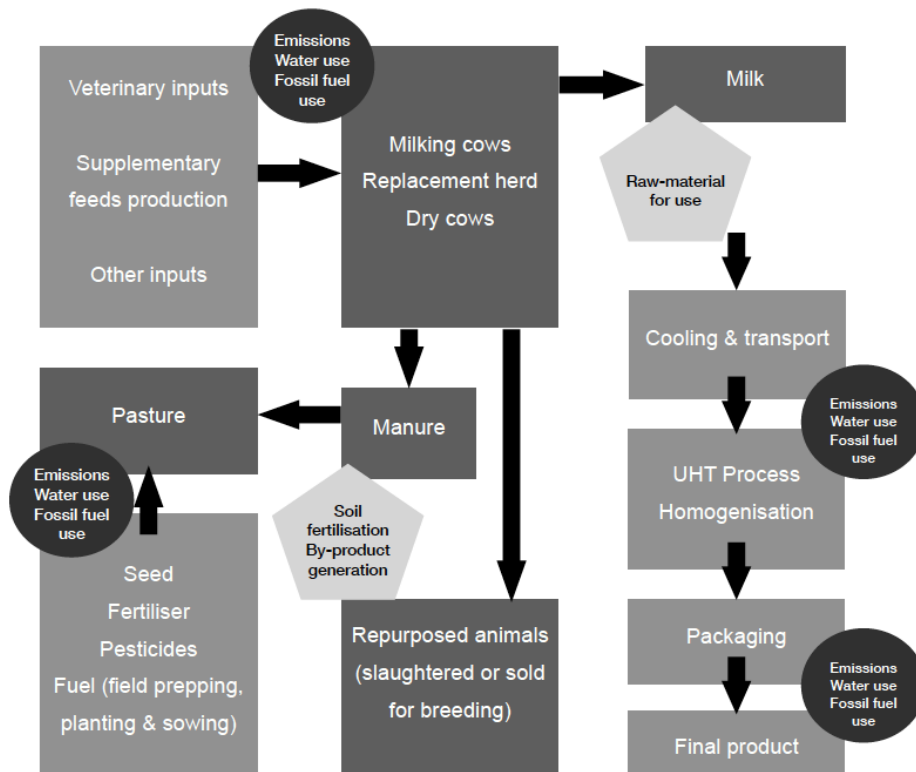 Veterinary inputs
Supplementary
feeds production
Other inputs
Emissions
Water use
Fossil fuel
use
Milking cows
Replacement herd
Dry cows
Milk
Raw-material
for use
Cooling & transport
Emissions
Water use
Fossil fuel
use
UHT Process
Homogenisation
Packaging
Emissions
Water use
Fossil fuel
use
Final product
Pasture
Manure
Emissions
Water use
Fossil fuel
use
Soil
fertilisation
By-product
generation
Seed
Fertiliser
Pesticides
Fuel (field prepping,
planting & sowing)
Repurposed animals
(slaughtered or sold
for breeding)